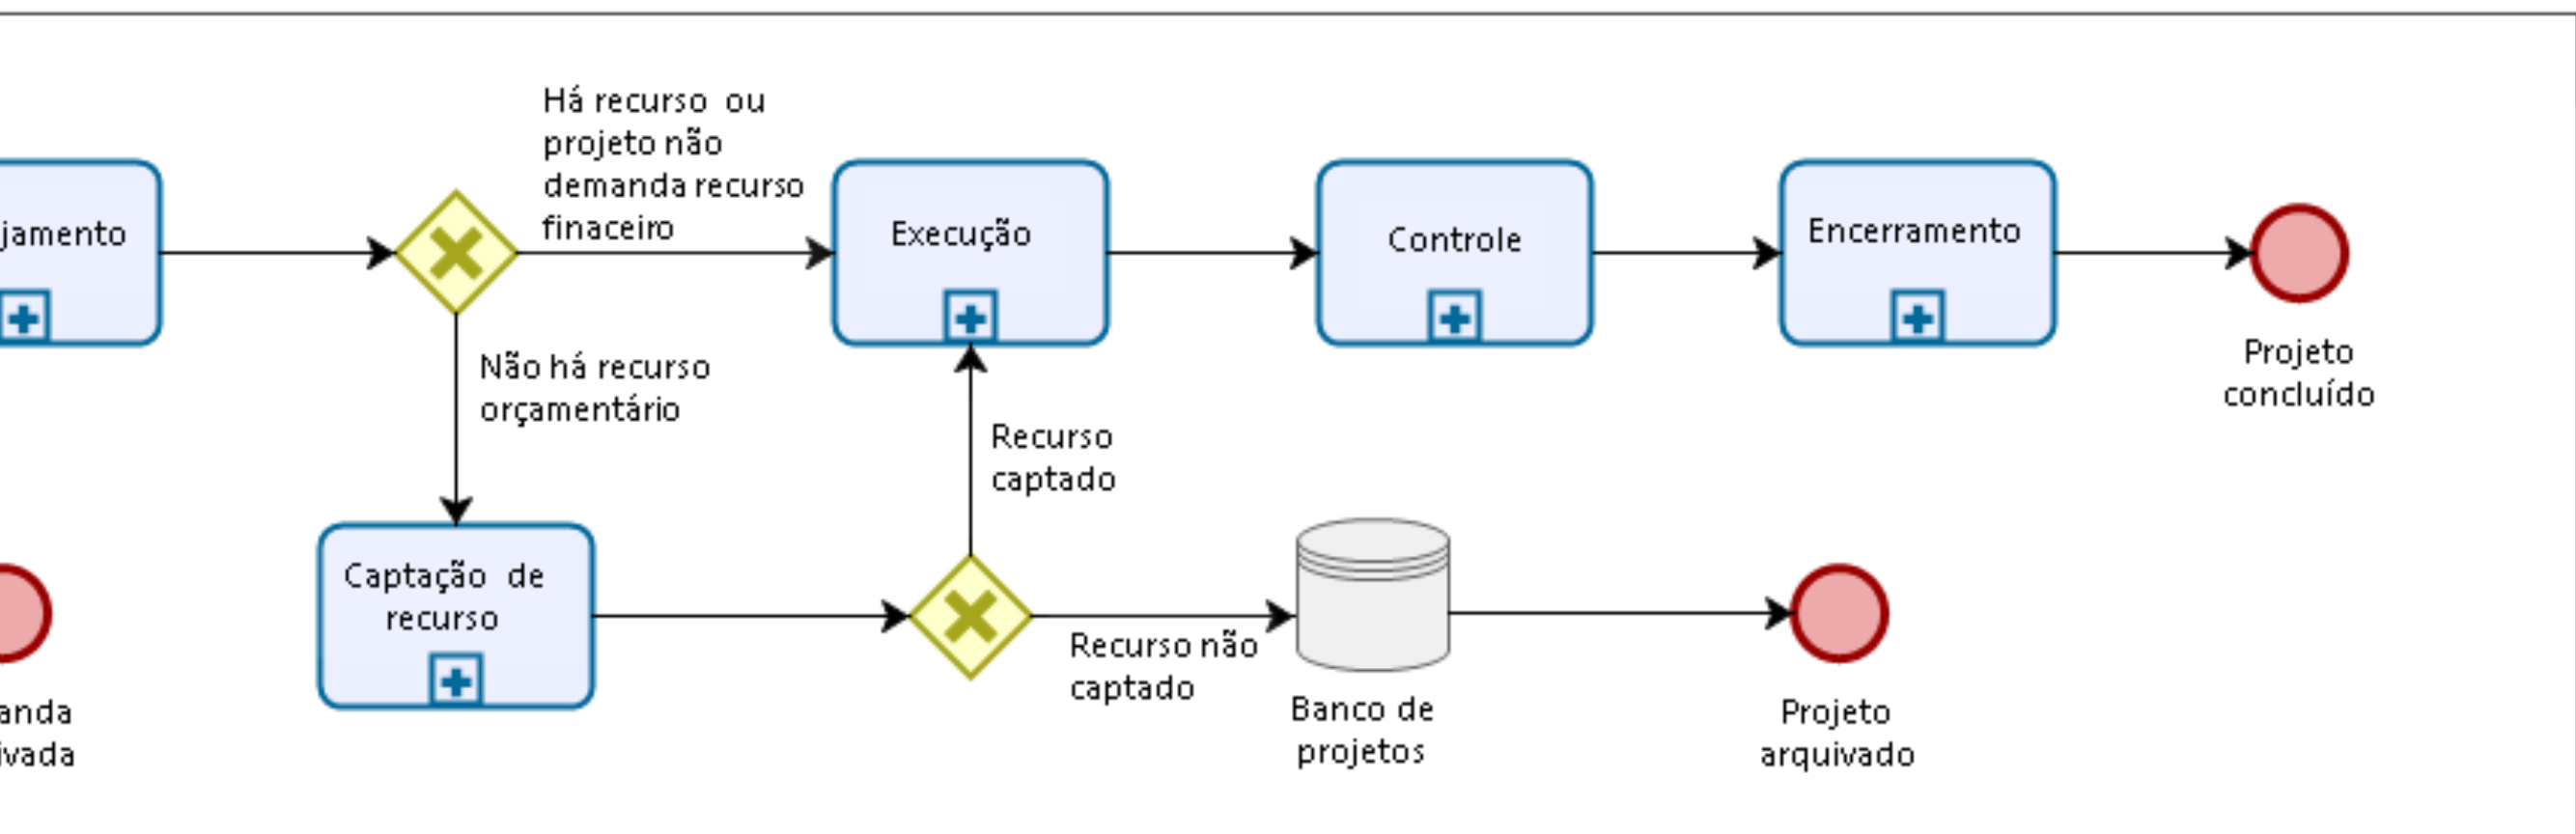 Há recurso ou
projeto não
demanda recurso
finaceiro
jamento
Execução
Controle
Encerramento
Projeto
concluído
Não há recurso
orçamentário
Recurso
captado
Captação de
recurso
Recurso não
captado
Banco de
projetos
Projeto
arquivado
anda
ivada